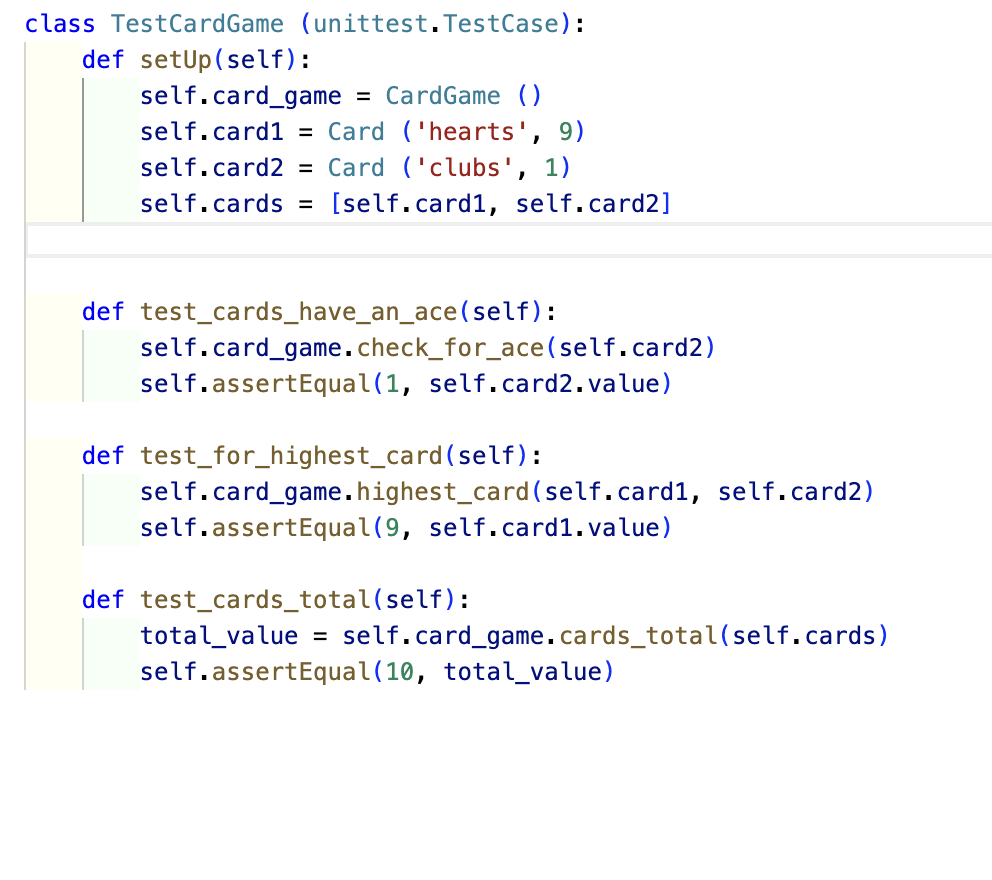 class TestCardGame (unittest.TestCase):
    def setUp(self):
        self.card_game = CardGame ()
        self.card1 = Card ('hearts', 9)
        self.card2 = Card ('clubs', 1)
        self.cards = [self.card1, self.card2]
    def test_cards_have_an_ace(self):
        self.card_game.check_for_ace(self.card2)
        self.assertEqual(1, self.card2.value)
    def test_for_highest_card(self):
        self.card_game.highest_card(self.card1, self.card2)
        self.assertEqual(9, self.card1.value)
    def test_cards_total(self):
        total_value = self.card_game.cards_total(self.cards)
        self.assertEqual(10, total_value)